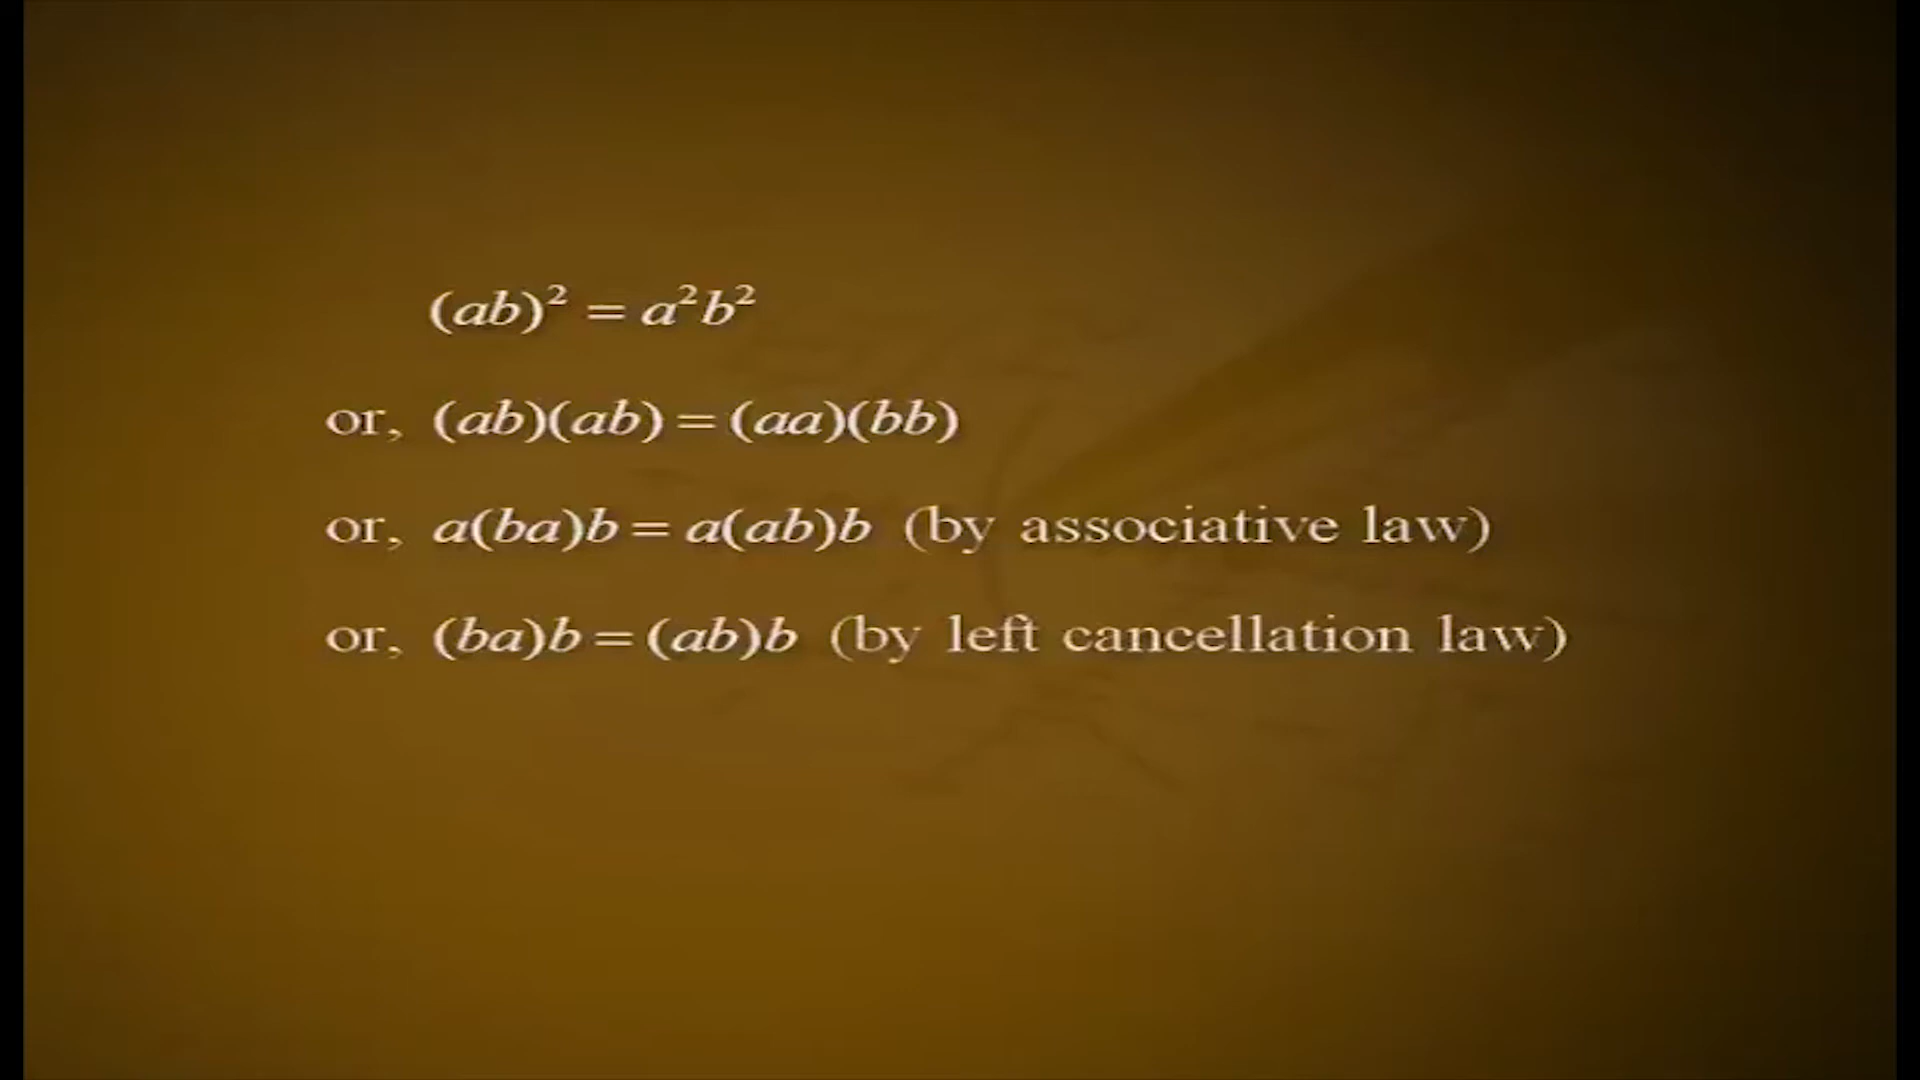 (ab)² = a²b²
or, (ab)(ab) = (aa)(bb)
or, a(ba)b = a(ab)b (by associative law)
or, (ba)b = (ab)b (by left cancellation law)